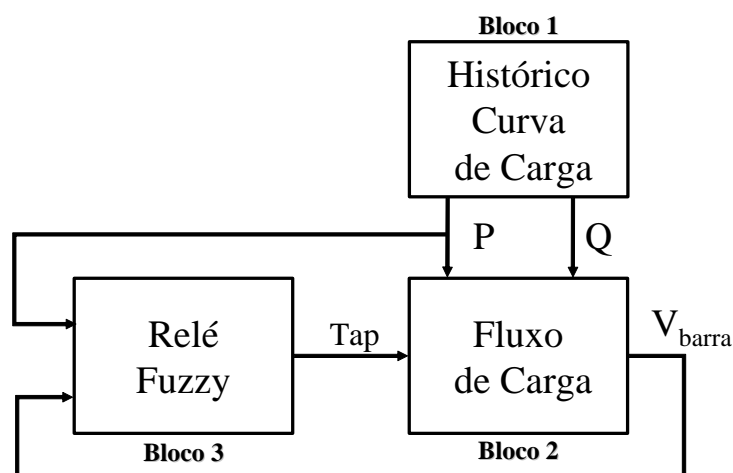 Bloco 1
Histórico
Curva
de Carga
P
Q
Relé
Fuzzy
Bloco 3
Tap
Fluxo
de Carga
Bloco 2
Vbarra